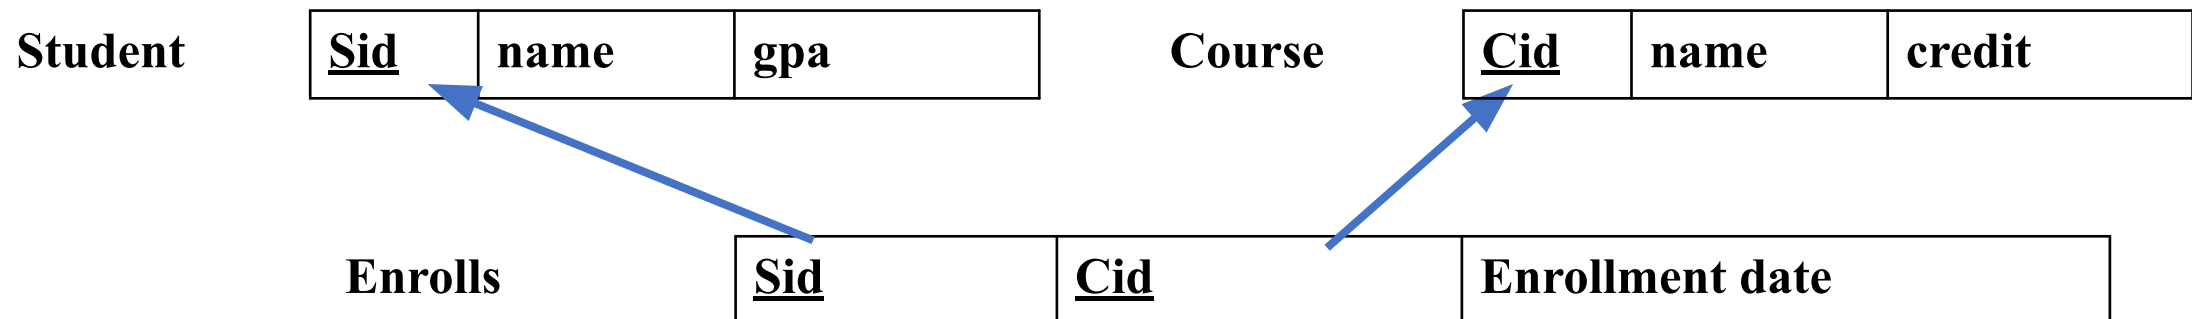 Student Sid name gpa Course Cid name credit
Enrolls Sid Cid Enrollment date